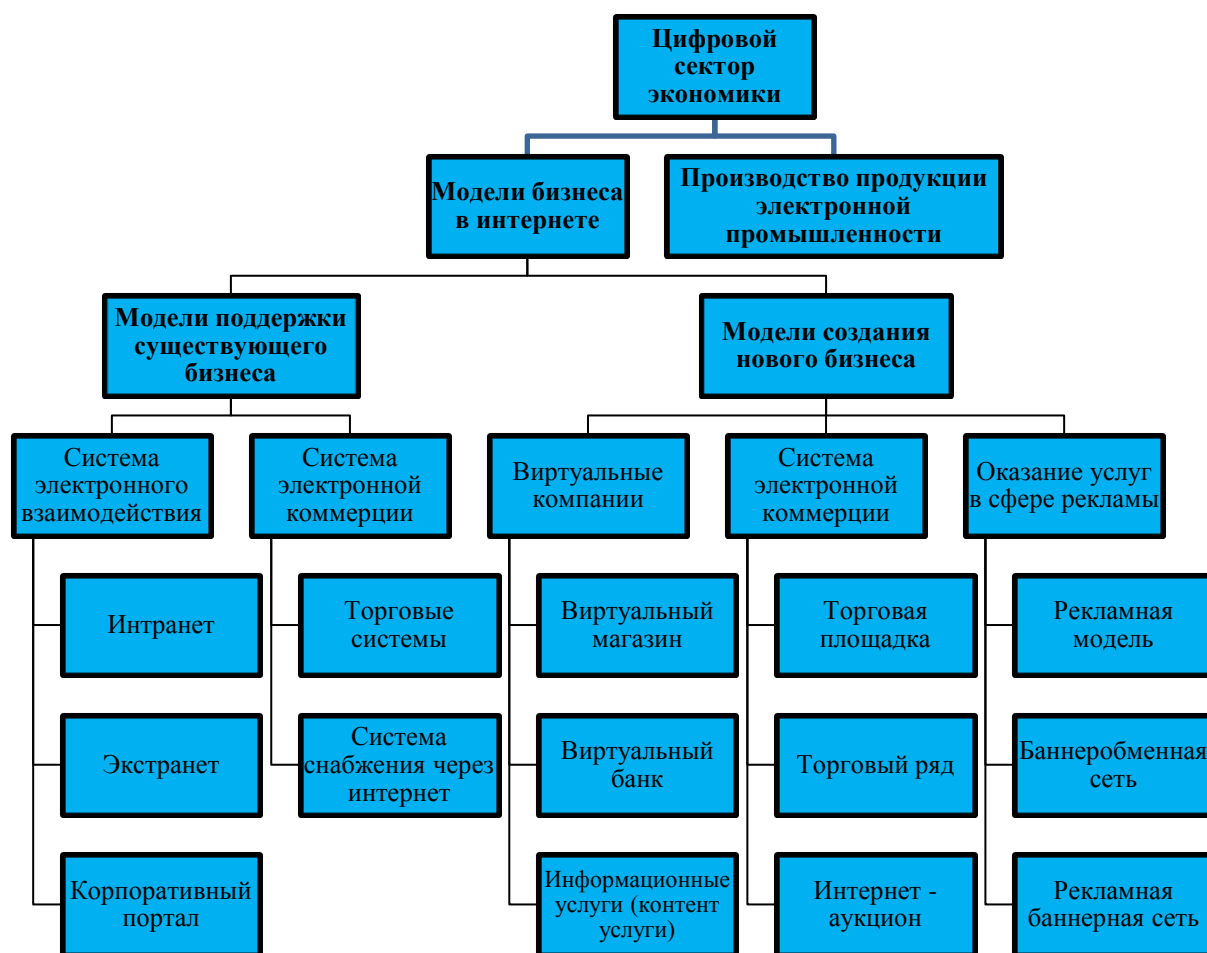 Цифровой
сектор
экономики
Модели бизнеса
в интернете
Производство продукции
электронной
промышленности
Модели поддержки
существующего
бизнеса
Модели создания
нового бизнеса
Система
электронного
взаимодействия
Система
электронной
коммерции
Виртуальные
компании
Система
электронной
коммерции
Оказание услуг
в сфере рекламы
Интранет
Торговые
системы
Виртуальный
магазин
Торговая
площадка
Рекламная
модель
Экстранет
Система
снабжения через
интернет
Виртуальный
банк
Торговый ряд
Баннеробменная
сеть
Корпоративный
портал
Информационные
услуги (контент
услуги)
Интернет -
аукцион
Рекламная
баннерная сеть